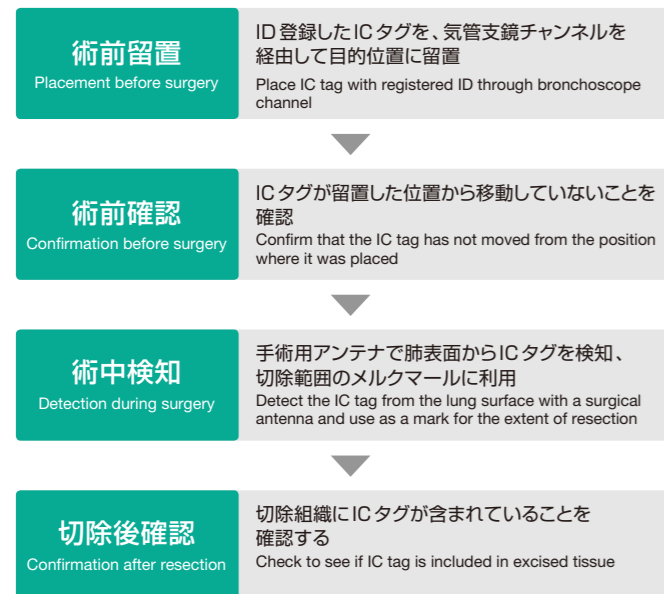 術前留置
Placement before surgery
ID登録したICタグを、気管支鏡チャンネルを
経由して目的位置に留置
Place IC tag with registered ID through bronchoscope
channel
術前確認
Confirmation before surgery
ICタグが留置した位置から移動していないことを
確認
Confirm that the IC tag has not moved from the position
where it was placed
術中検知
Detection during surgery
手術用アンテナで肺表面からICタグを検知、
切除範囲のメルクマールに利用
Detect the IC tag from the lung surface with a surgical
antenna and use as a mark for the extent of resection
切除後確認
Confirmation after resection
切除組織にICタグが含まれていることを
確認する
Check to see if IC tag is included in excised tissue